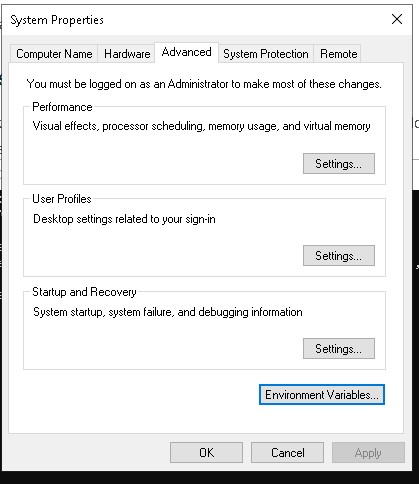 System Properties
Computer Name Hardware Advanced System Protection Remote
You must be logged on as an Administrator to make most of these changes.
Performance
Visual effects, processor scheduling, memory usage, and virtual memory
Settings...
User Profiles
Desktop settings related to your sign-in
Settings...
Startup and Recovery
System startup, system failure, and debugging information
Settings...
Environment Variables...
OK Cancel Apply